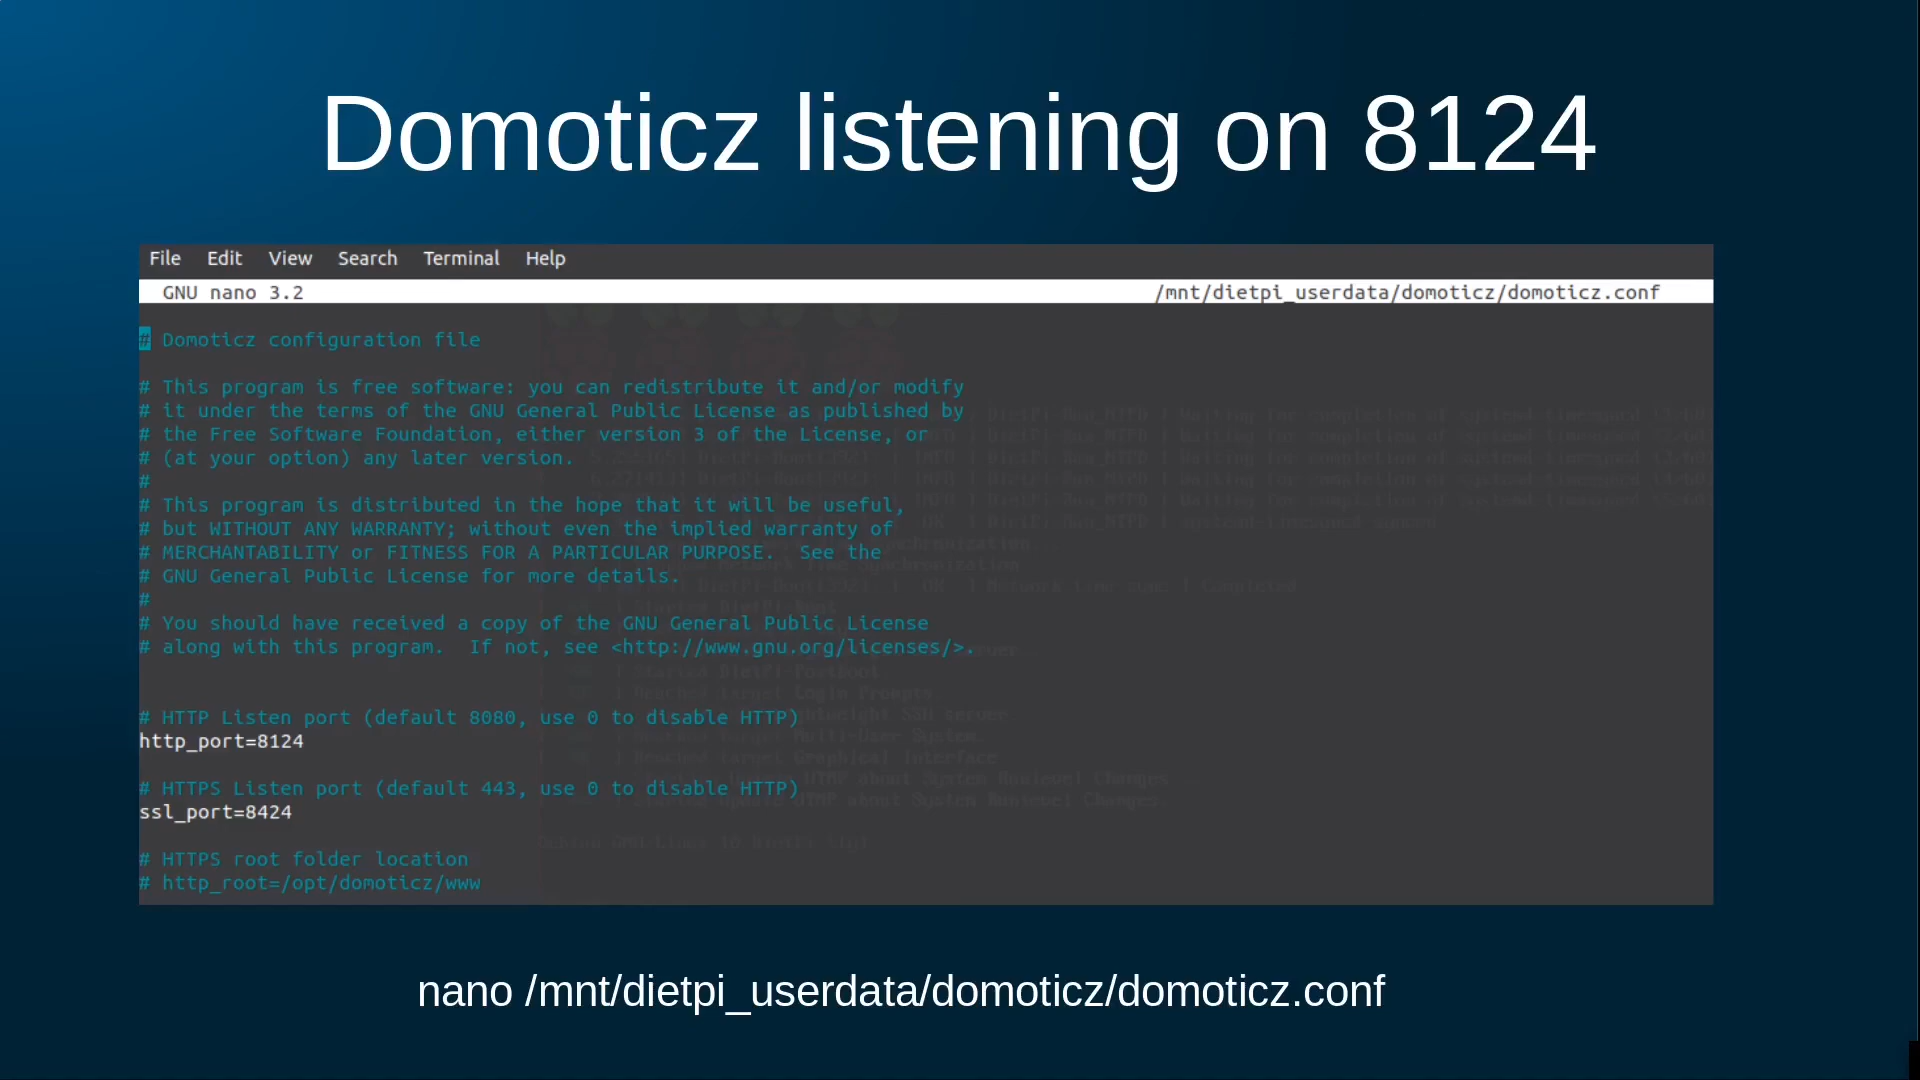 Domoticz listening on 8124
File Edit View Search Terminal Help
GNU nano 3.2 /mnt/dietpi_userdata/domoticz/domoticz.conf
# Domoticz configuration file
# This program is free software: you can redistribute it and/or modify
# it under the terms of the GNU General Public License as published by
# the Free Software Foundation, either version 3 of the License, or
# (at your option) any later version.
#
# This program is distributed in the hope that it will be useful,
# but WITHOUT ANY WARRANTY; without even the implied warranty of
# MERCHANTABILITY or FITNESS FOR A PARTICULAR PURPOSE.  See the
# GNU General Public License for more details.
#
# You should have received a copy of the GNU General Public License
# along with this program.  If not, see <http://www.gnu.org/licenses/>.
# HTTP Listen port (default 8080, use 0 to disable HTTP)
http_port=8124
# HTTPS Listen port (default 443, use 0 to disable HTTP)
ssl_port=8424
# HTTPS root folder location
# http_root=/opt/domoticz/www
nano /mnt/dietpi_userdata/domoticz/domoticz.conf